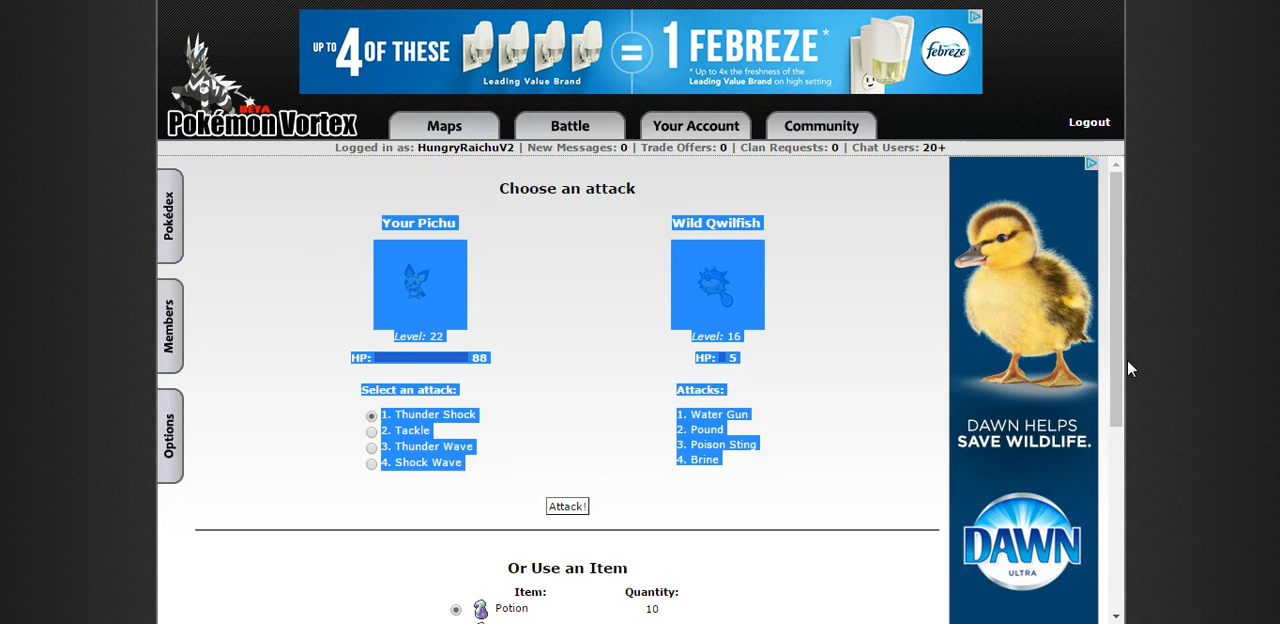 UP TO 4 OF THESE = 1 FEBREZE*
Leading Value Brand
* Up to 4x the freshness of the
Leading Value Brand on high setting
febreze
BETA
Pokémon Vortex
Maps Battle Your Account Community Logout
Logged in as: HungryRaichuV2 | New Messages: 0 | Trade Offers: 0 | Clan Requests: 0 | Chat Users: 20+
Pokédex
Members
Options
Choose an attack
Your Pichu Wild Qwilfish
Level: 22 Level: 16
HP: 88 HP: 5
Select an attack: Attacks:
1. Thunder Shock 1. Water Gun
2. Tackle 2. Pound
3. Thunder Wave 3. Poison Sting
4. Shock Wave 4. Brine
Attack!
Or Use an Item
Item: Quantity:
Potion 10
DAWN HELPS
SAVE WILDLIFE.
DAWN
ULTRA